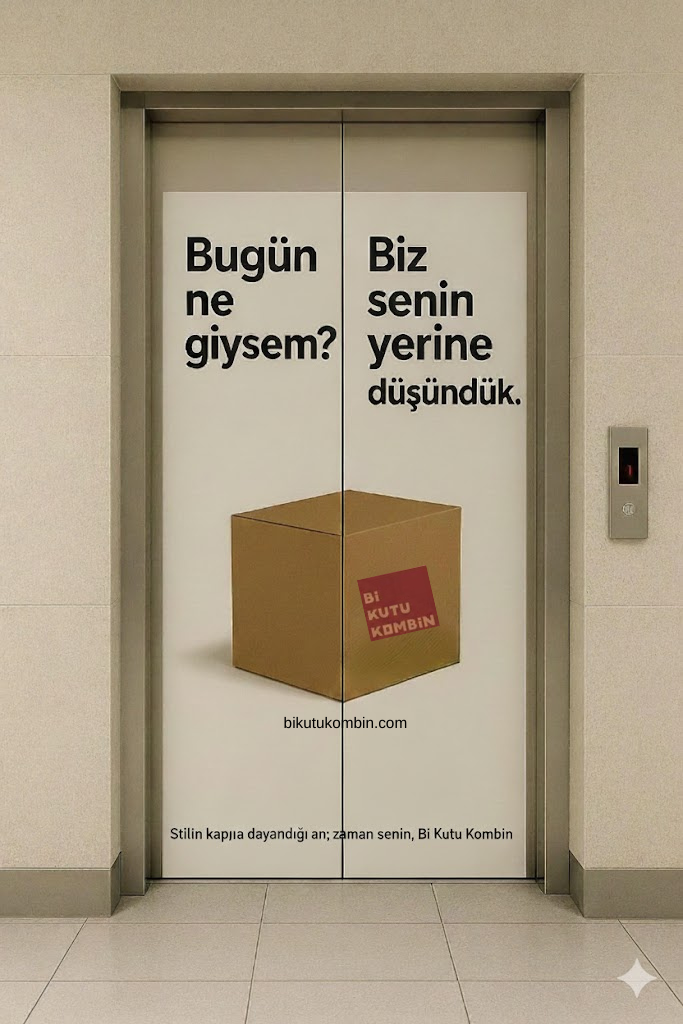 Bugün
ne
giysem?
Biz
senin
yerine
düşündük.
Bi
KUTU
KOMBiN
bikutukombin.com
Stilin kapııa dayandığı an; zaman senin, Bi Kutu Kombin